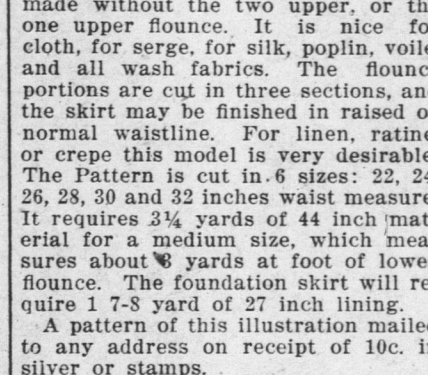 made without the two upper, or th
one upper flounce. It is nice fo
cloth, for serge, for silk, poplin, voile
and all wash fabrics. The flounc
portions are cut in three sections, an
the skirt may be finished in raised o
normal waistline. For linen, ratine
or crepe this model is very desirable
The Pattern is cut in 6 sizes: 22, 24
26, 28, 30 and 32 inches waist measure
It requires 3¼ yards of 44 inch mat
erial for a medium size, which mea
sures about 3 yards at foot of lowe
flounce. The foundation skirt will re
quire 1 7-8 yard of 27 inch lining.
A pattern of this illustration mailed
to any address on receipt of 10c. i
silver or stamps.